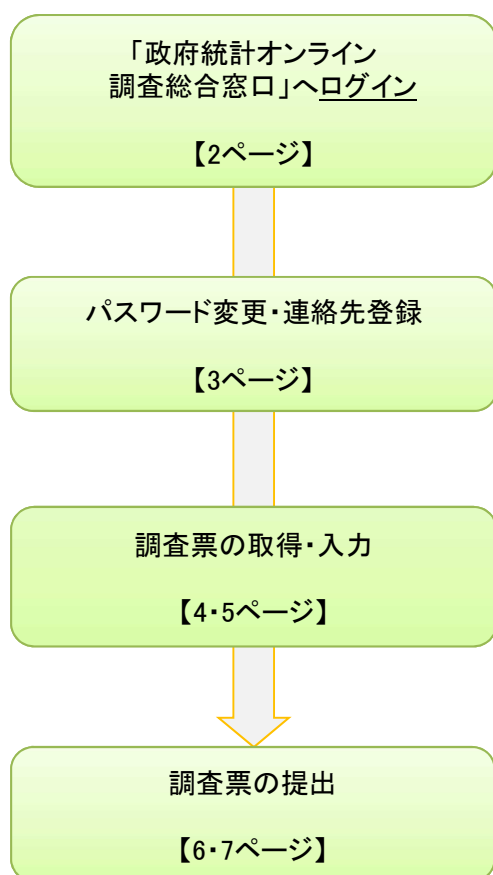 「政府統計オンライン
調査総合窓口」へログイン
【2ページ】
パスワード変更・連絡先登録
【3ページ】
調査票の取得・入力
【4・5ページ】
調査票の提出
【6・7ページ】